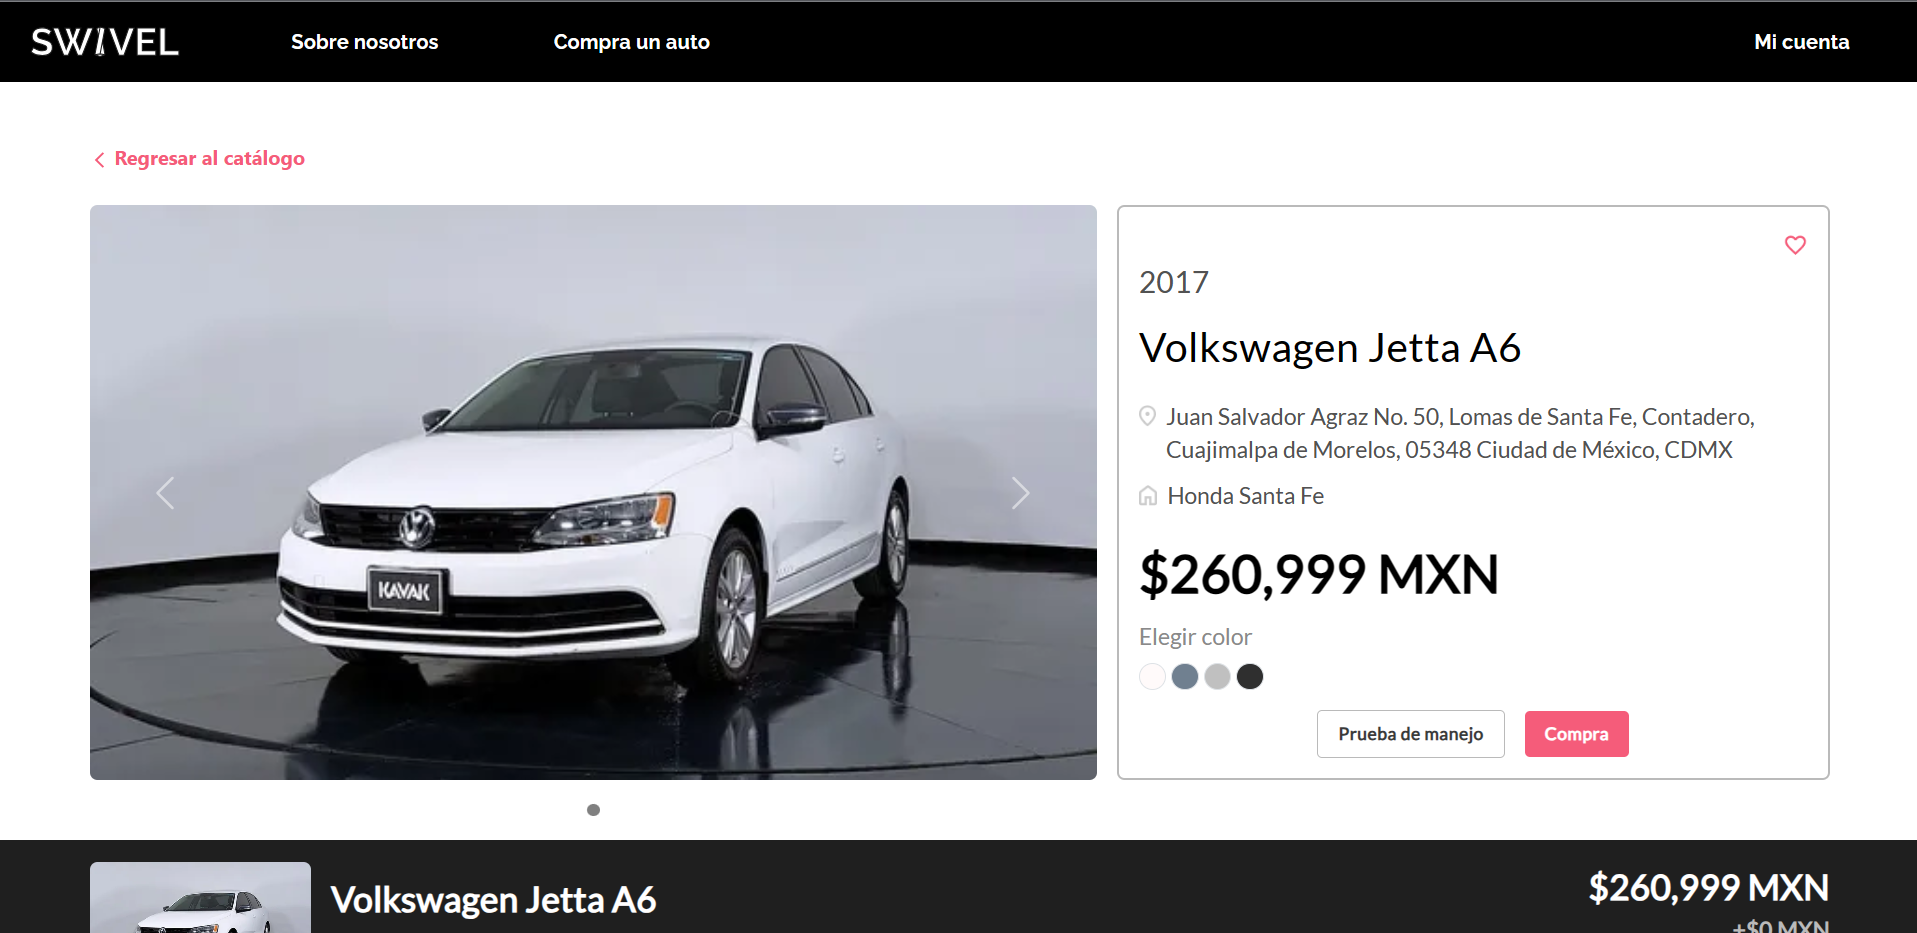 SWIVEL
Sobre nosotros
Compra un auto
Mi cuenta
Regresar al catálogo
KAVAK
2017
Volkswagen Jetta A6
Juan Salvador Agraz No. 50, Lomas de Santa Fe, Contadero,
Cuajimalpa de Morelos, 05348 Ciudad de México, CDMX
Honda Santa Fe
$260,999 MXN
Elegir color
Prueba de manejo
Compra
Volkswagen Jetta A6
$260,999 MXN
+$0 MXN